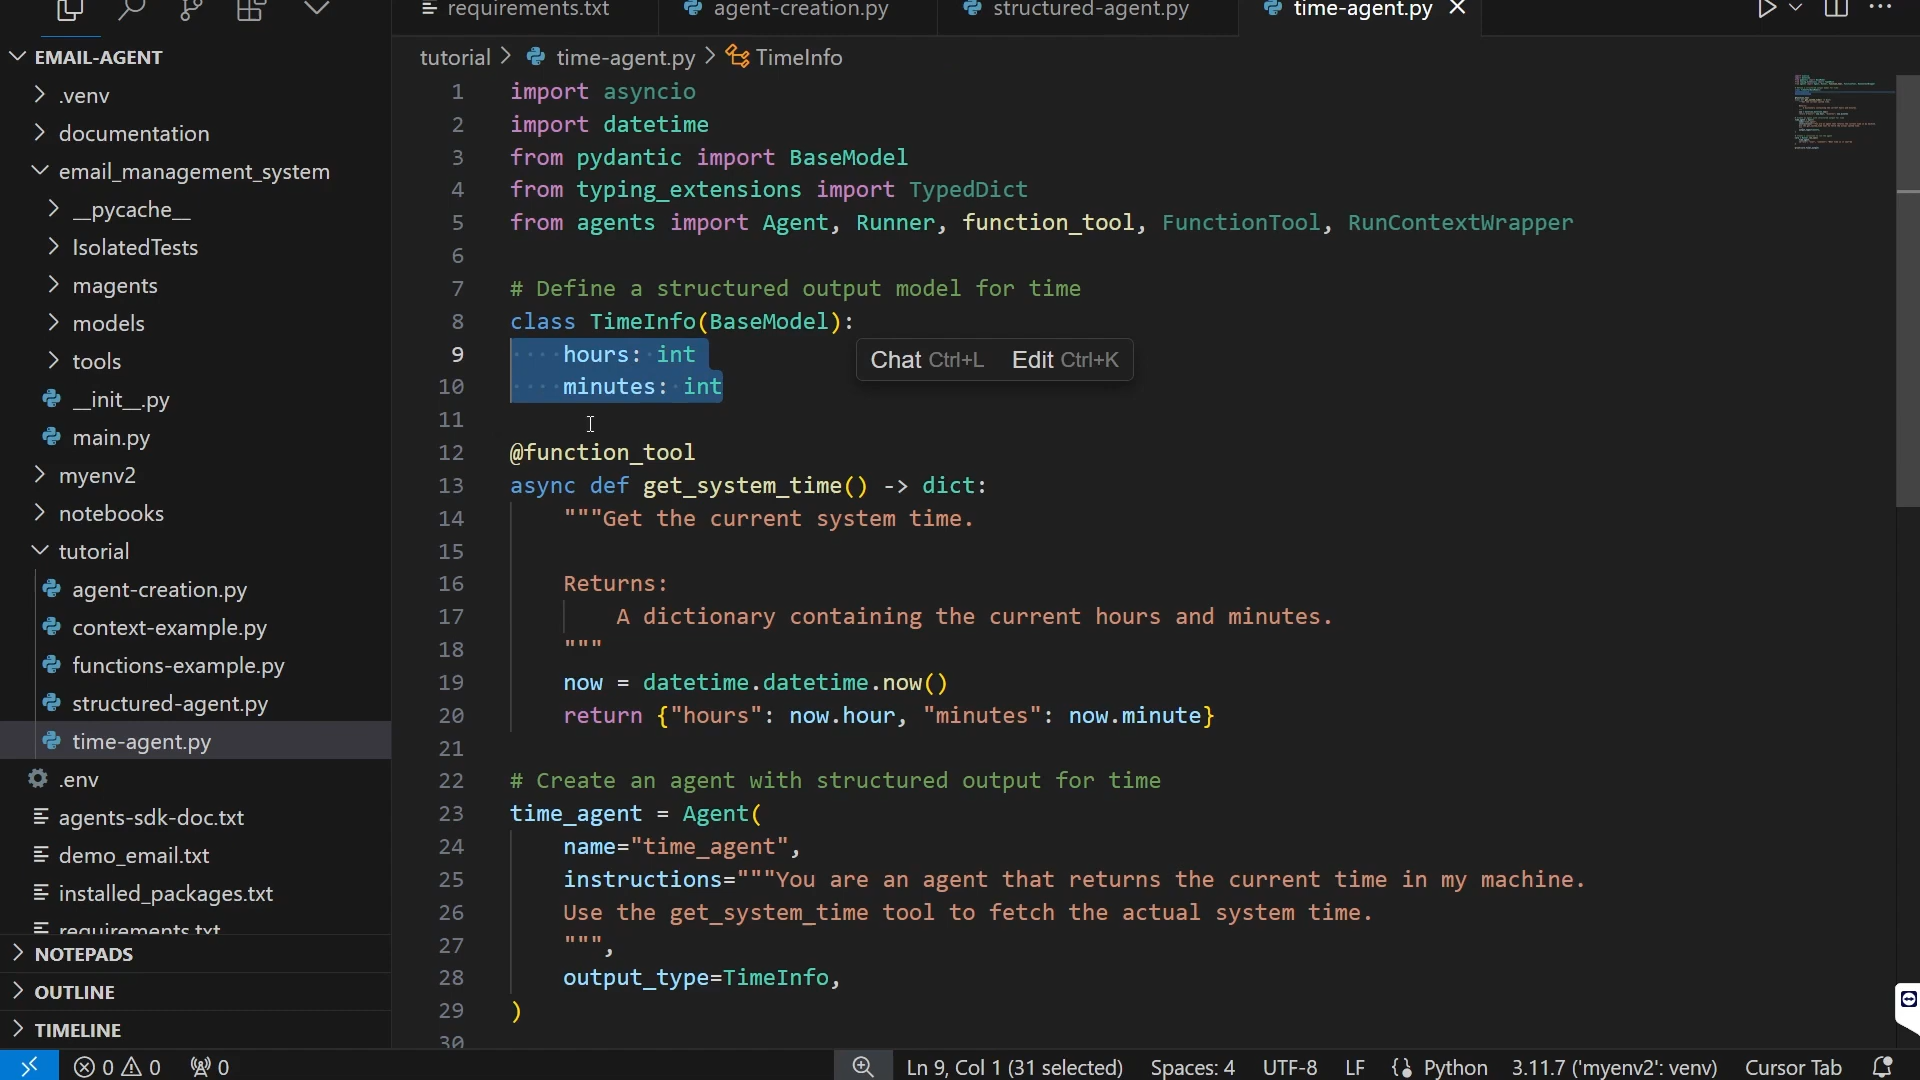 requirements.txt
agent-creation.py
structured-agent.py
time-agent.py
EMAIL-AGENT
.venv
documentation
email_management_system
__pycache__
IsolatedTests
magents
models
tools
__init__.py
main.py
myenv2
notebooks
tutorial
agent-creation.py
context-example.py
functions-example.py
structured-agent.py
time-agent.py
.env
agents-sdk-doc.txt
demo_email.txt
installed_packages.txt
requirements.txt
NOTEPADS
OUTLINE
TIMELINE
tutorial > time-agent.py > TimeInfo
1 import asyncio
2 import datetime
3 from pydantic import BaseModel
4 from typing_extensions import TypedDict
5 from agents import Agent, Runner, function_tool, FunctionTool, RunContextWrapper
6
7 # Define a structured output model for time
8 class TimeInfo(BaseModel):
9 hours: int
Chat Ctrl+L Edit Ctrl+K
10 minutes: int
11
12 @function_tool
13 async def get_system_time() -> dict:
14 """Get the current system time.
15
16 Returns:
17 A dictionary containing the current hours and minutes.
18 """
19 now = datetime.datetime.now()
20 return {"hours": now.hour, "minutes": now.minute}
21
22 # Create an agent with structured output for time
23 time_agent = Agent(
24 name="time_agent",
25 instructions="""You are an agent that returns the current time in my machine.
26 Use the get_system_time tool to fetch the actual system time.
27 """,
28 output_type=TimeInfo,
29 )
30
0 0 0 Ln 9, Col 1 (31 selected) Spaces: 4 UTF-8 LF Python 3.11.7 ('myenv2': venv) Cursor Tab